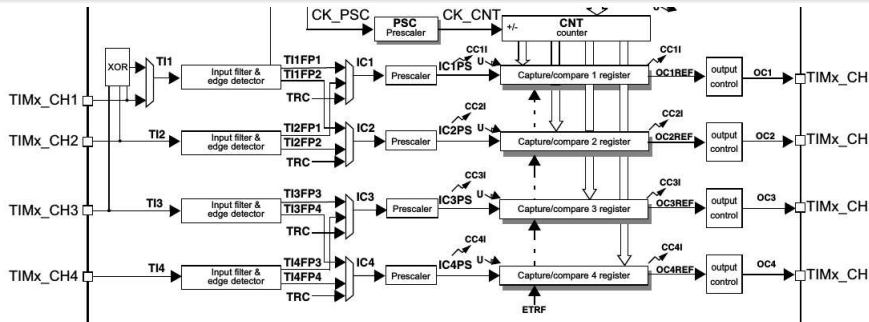 CK_PSC
PSC
Prescaler
CK_CNT
+/-
CNT
counter
XOR
TI1
Input filter &
edge detector
TI1FP1
TI1FP2
TRC
IC1
Prescaler
IC1PS
CC1I
U
Capture/compare 1 register
CC1I
OC1REF
output
control
OC1
TIMx_CH1
TIMx_CH
TIMx_CH2
TI2
Input filter &
edge detector
TI2FP1
TI2FP2
TRC
IC2
Prescaler
IC2PS
CC2I
U
Capture/compare 2 register
CC2I
OC2REF
output
control
OC2
TIMx_CH
TIMx_CH3
TI3
Input filter &
edge detector
TI3FP3
TI3FP4
TRC
IC3
Prescaler
IC3PS
CC3I
U
Capture/compare 3 register
CC3I
OC3REF
output
control
OC3
TIMx_CH
TIMx_CH4
TI4
Input filter &
edge detector
TI4FP3
TI4FP4
TRC
IC4
Prescaler
IC4PS
CC4I
U
Capture/compare 4 register
CC4I
OC4REF
output
control
OC4
TIMx_CH
ETRF